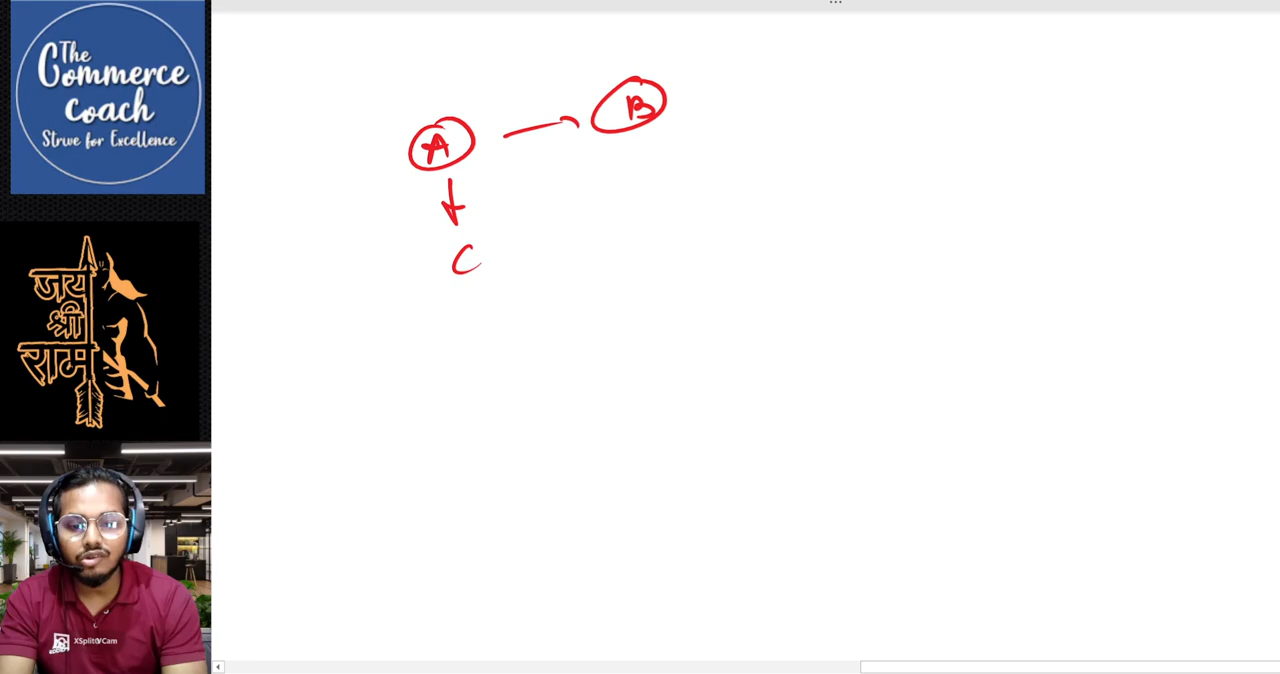 The
Commerce
Coach
Strive for Excellence
A
B
C
जय
श्री
राम
XSplit VCam